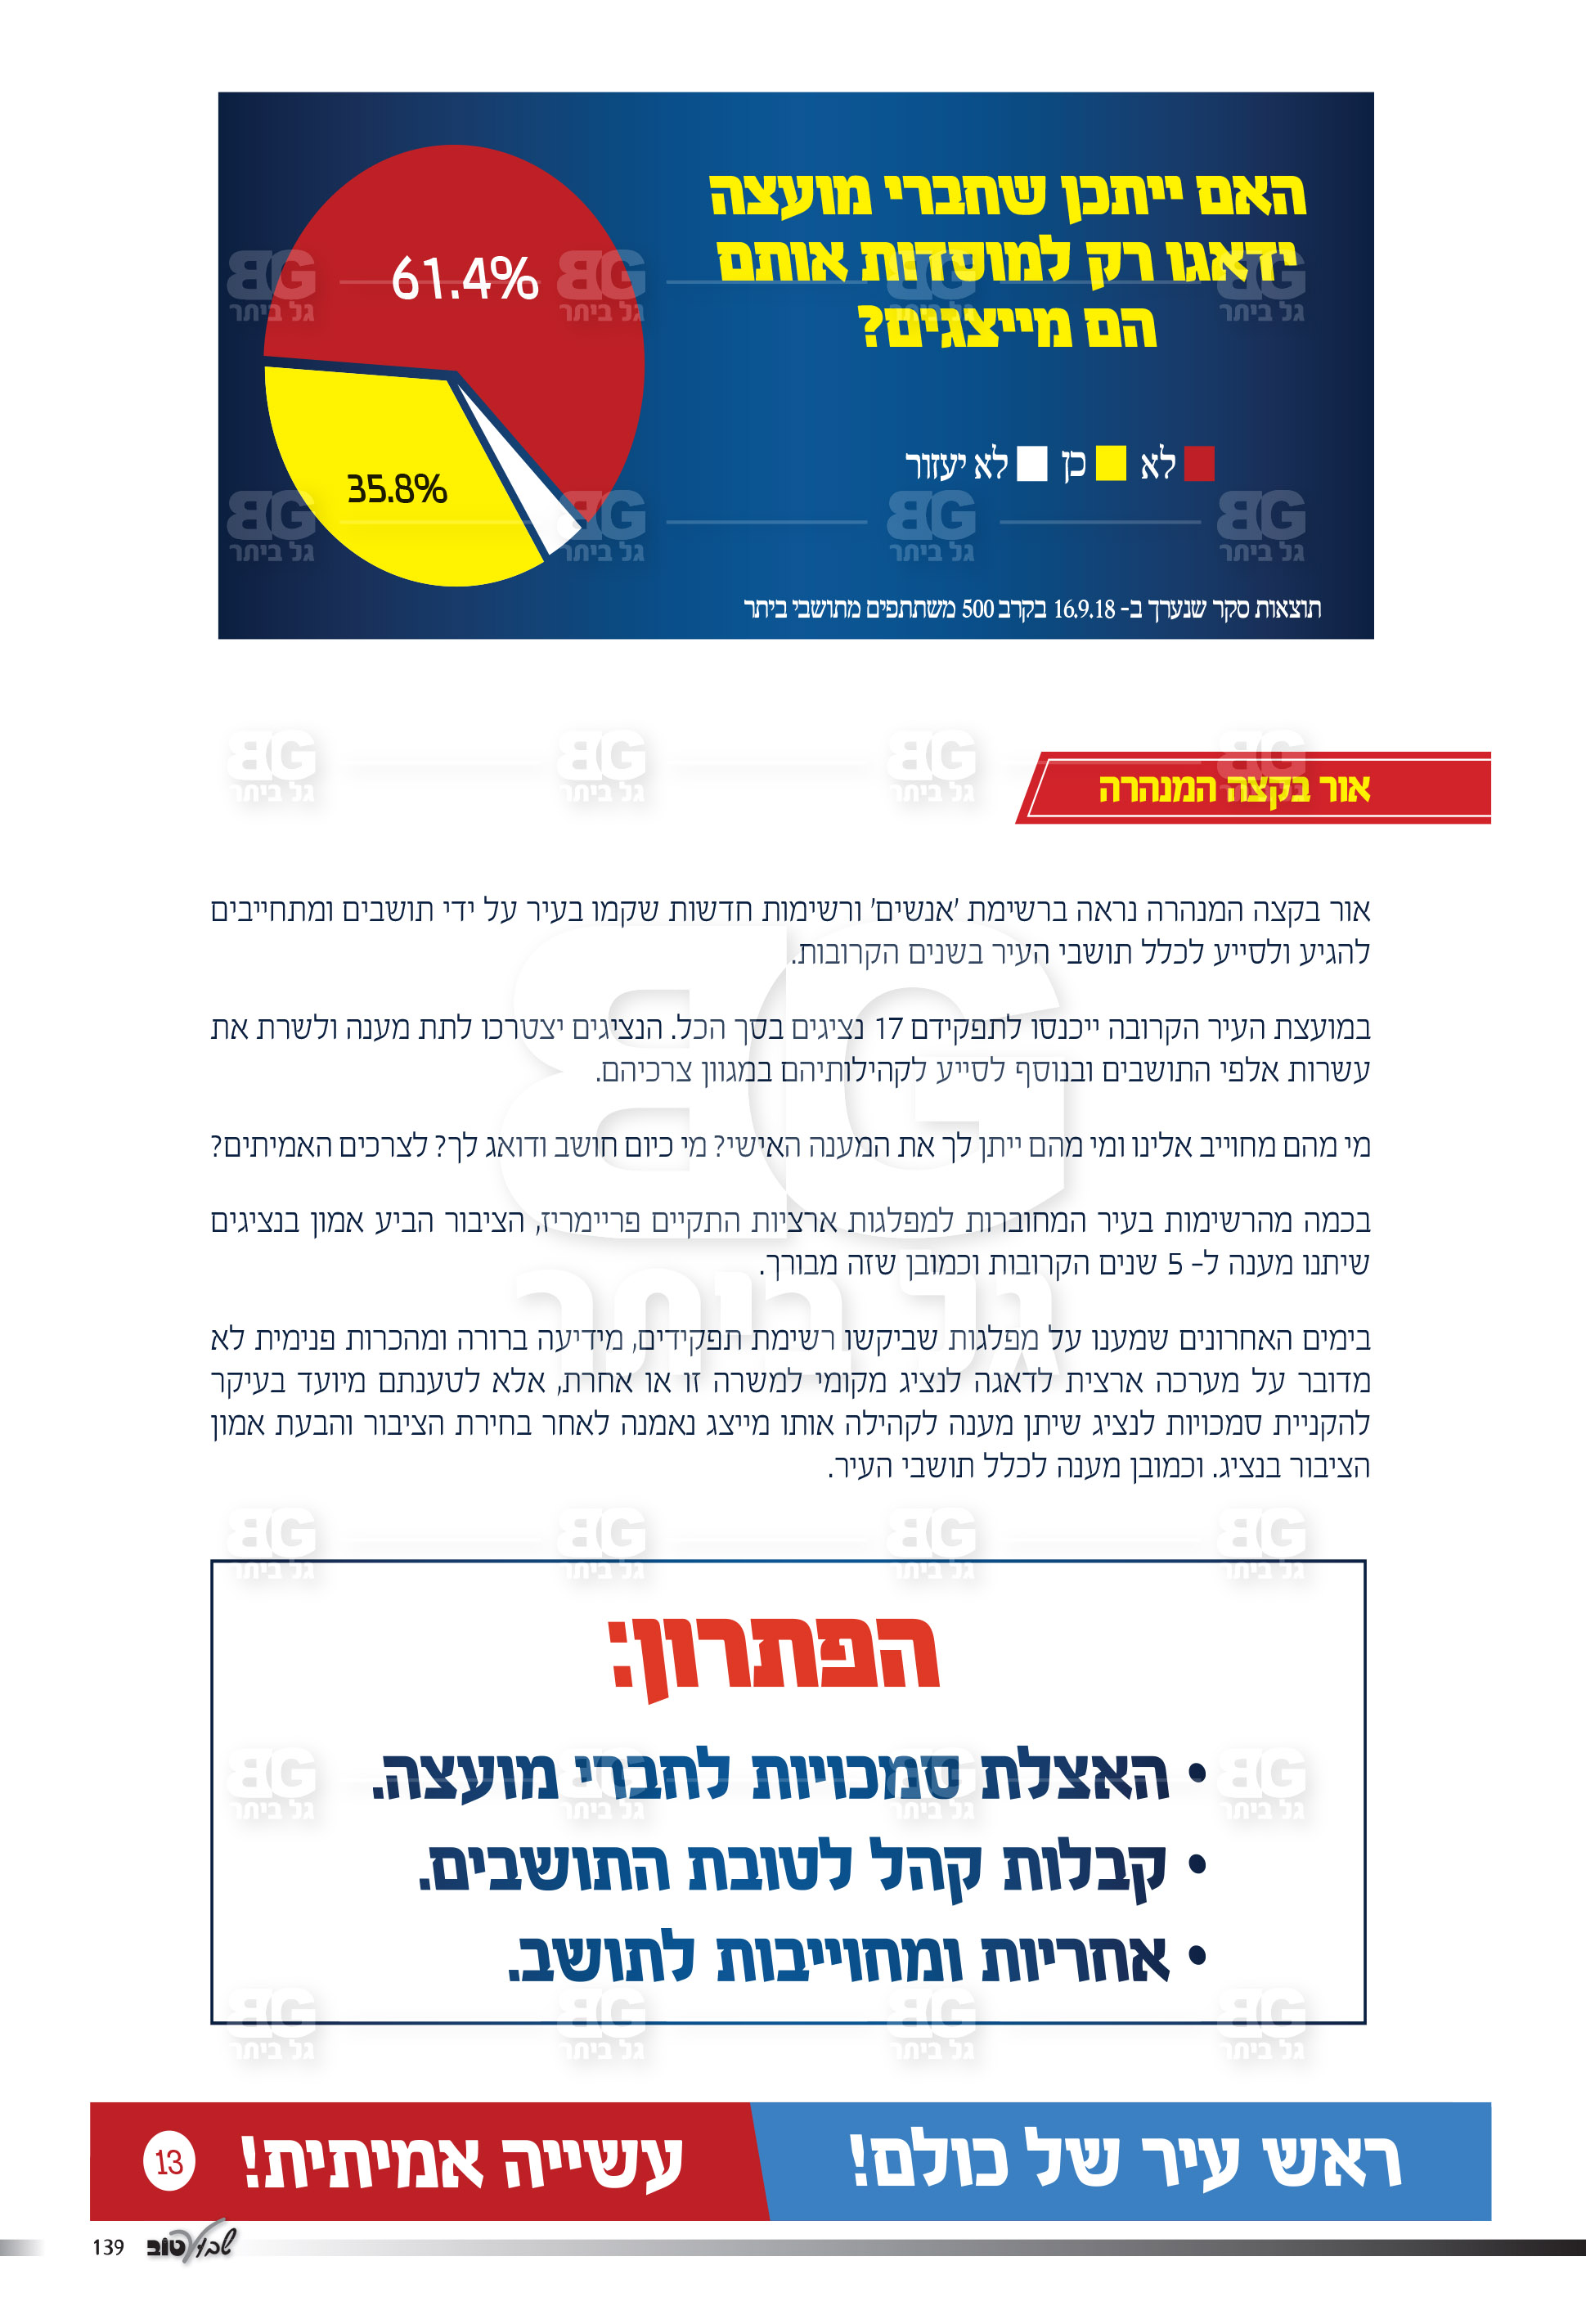 האם ייתכן שחברי מועצה
ידאגו רק למוסדות אותם
הם מייצגים?
61.4%
35.8%
לא כן לא יעזור
תוצאות סקר שנערך ב- 16.9.18 בקרב 500 משתתפים מתושבי ביתר
אור בקצה המנהרה
אור בקצה המנהרה נראה ברשימת 'אנשים' ורשימות חדשות שקמו בעיר על ידי תושבים ומתחייבים
להגיע ולסייע לכלל תושבי העיר בשנים הקרובות.
במועצת העיר הקרובה ייכנסו לתפקידם 17 נציגים בסך הכל. הנציגים יצטרכו לתת מענה ולשרת את
עשרות אלפי התושבים ובנוסף לסייע לקהילותיהם במגוון צרכיהם.
מי מהם מחוייב אלינו ומי מהם ייתן לך את המענה האישי? מי כיום חושב ודואג לך? לצרכים האמיתים?
בכמה מהרשימות בעיר המחוברות למפלגות ארציות התקיים פריימריז, הציבור הביע אמון בנציגים
שיתנו מענה ל- 5 שנים הקרובות וכמובן שזה מבורך.
בימים האחרונים שמענו על מפלגות שביקשו רשימת תפקידים, מידיעה ברורה ומהכרות פנימית לא
מדובר על מערכה ארצית לדאגה לנציג מקומי למשרה זו או אחרת, אלא לטענתם מיועד בעיקר
להקניית סמכויות לנציג שיתן מענה לקהילה אותו מייצג נאמנה לאחר בחירת הציבור והבעת אמון
הציבור בנציג. וכמובן מענה לכלל תושבי העיר.
הפתרון:
• האצלת סמכויות לחברי מועצה.
• קבלות קהל לטובת התושבים.
• אחריות ומחוייבות לתושב.
ראש עיר של כולם!
עשייה אמיתית!
13
139 שבוע טוב
BG
גל ביתר